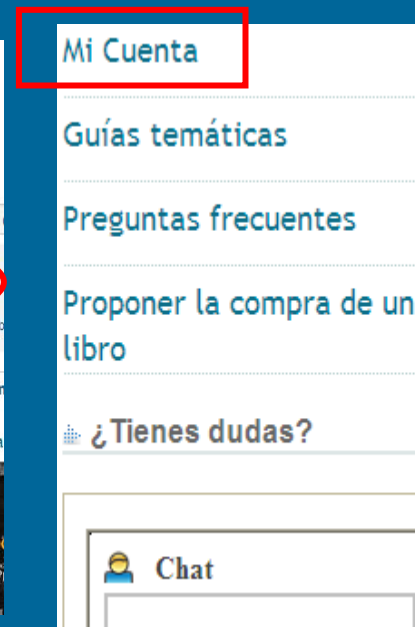 Mi Cuenta
Guías temáticas
Preguntas frecuentes
Proponer la compra de un
libro
¿Tienes dudas?
Chat